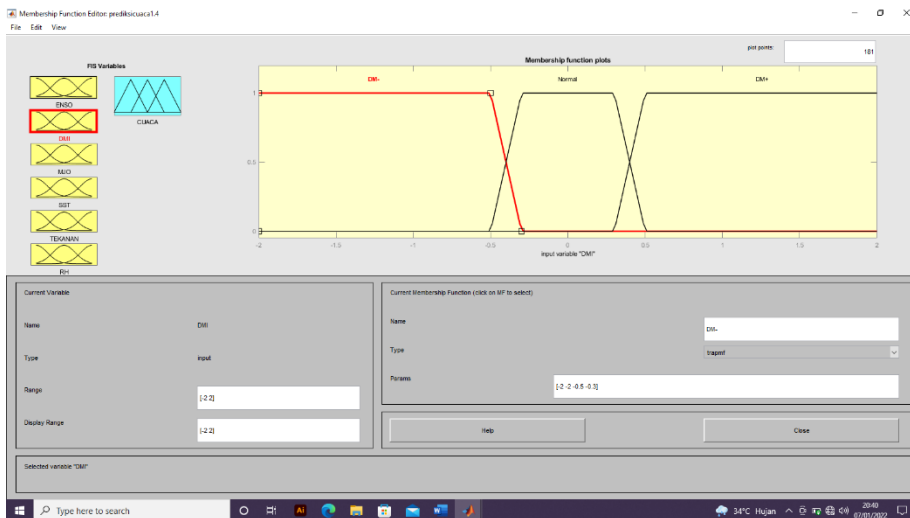 Membership Function Editor: prediksicuaca1.4
File Edit View
FIS Variables
ENSO
DMI
MJO
SST
TEKANAN
RH
CUACA
plot points:
181
Membership function plots
DM-
Normal
DM+
1
0.5
0
-2 -1.5 -1 -0.5 0 0.5 1 1.5 2
input variable "DMI"
Current Variable
Name DMI
Type input
Range [-2 2]
Display Range [-2 2]
Current Membership Function (click on MF to select)
Name DM-
Type trapmf
Params [-2 -2 -0.5 -0.3]
Help Close
Selected variable "DMI"
Type here to search
Ai
34°C Hujan
20:40
07/01/2022